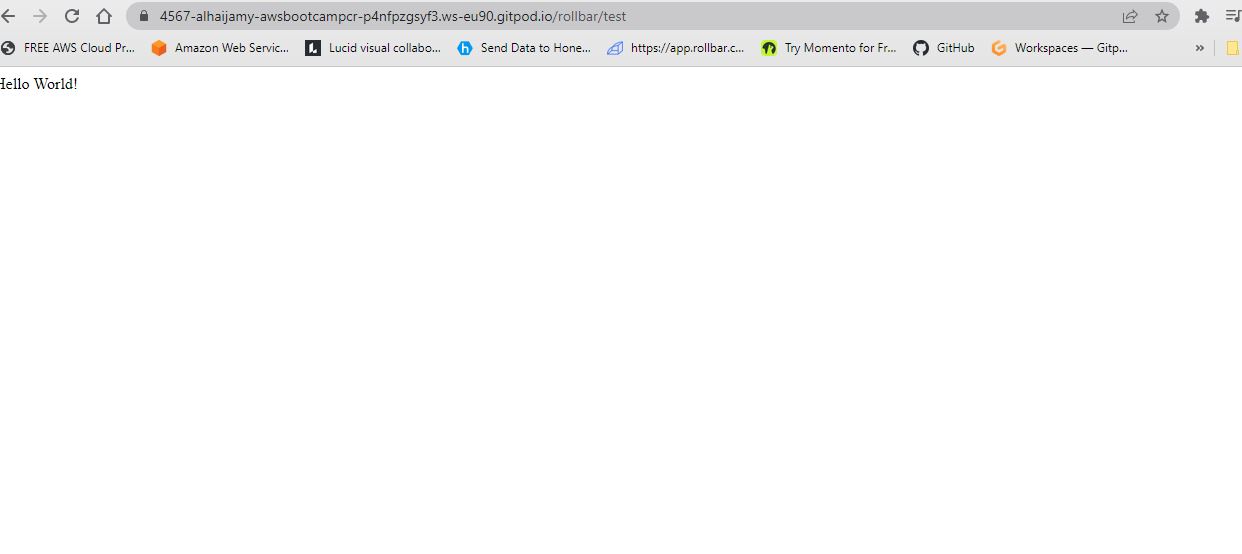 4567-alhaijamy-awsbootcampcr-p4nfpzgsyf3.ws-eu90.gitpod.io/rollbar/test
FREE AWS Cloud Pr... Amazon Web Servic... Lucid visual collabo... Send Data to Hone... https://app.rollbar.c... Try Momento for Fr... GitHub Workspaces — Gitp... »
Hello World!